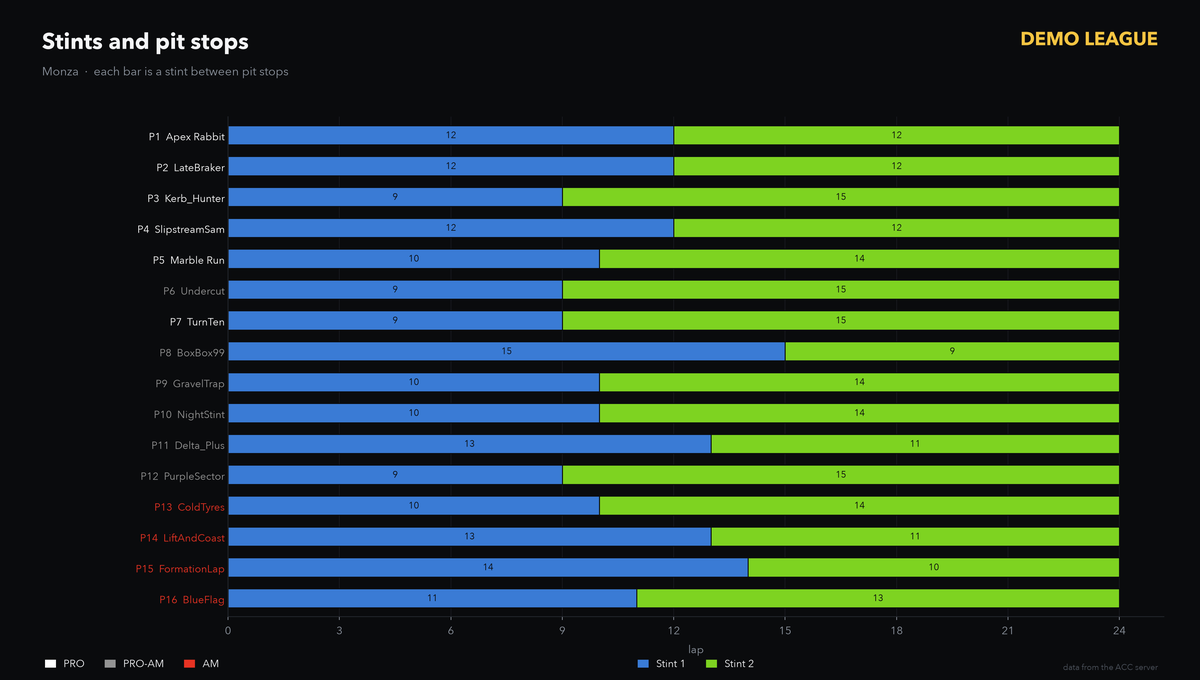 Stints and pit stops
DEMO LEAGUE
Monza · each bar is a stint between pit stops
P1 Apex Rabbit 12 12
P2 LateBraker 12 12
P3 Kerb_Hunter 9 15
P4 SlipstreamSam 12 12
P5 Marble Run 10 14
P6 Undercut 9 15
P7 TurnTen 9 15
P8 BoxBox99 15 9
P9 GravelTrap 10 14
P10 NightStint 10 14
P11 Delta_Plus 13 11
P12 PurpleSector 9 15
P13 ColdTyres 10 14
P14 LiftAndCoast 13 11
P15 FormationLap 14 10
P16 BlueFlag 11 13
0 3 6 9 12 15 18 21 24
lap
PRO PRO-AM AM Stint 1 Stint 2
data from the ACC server